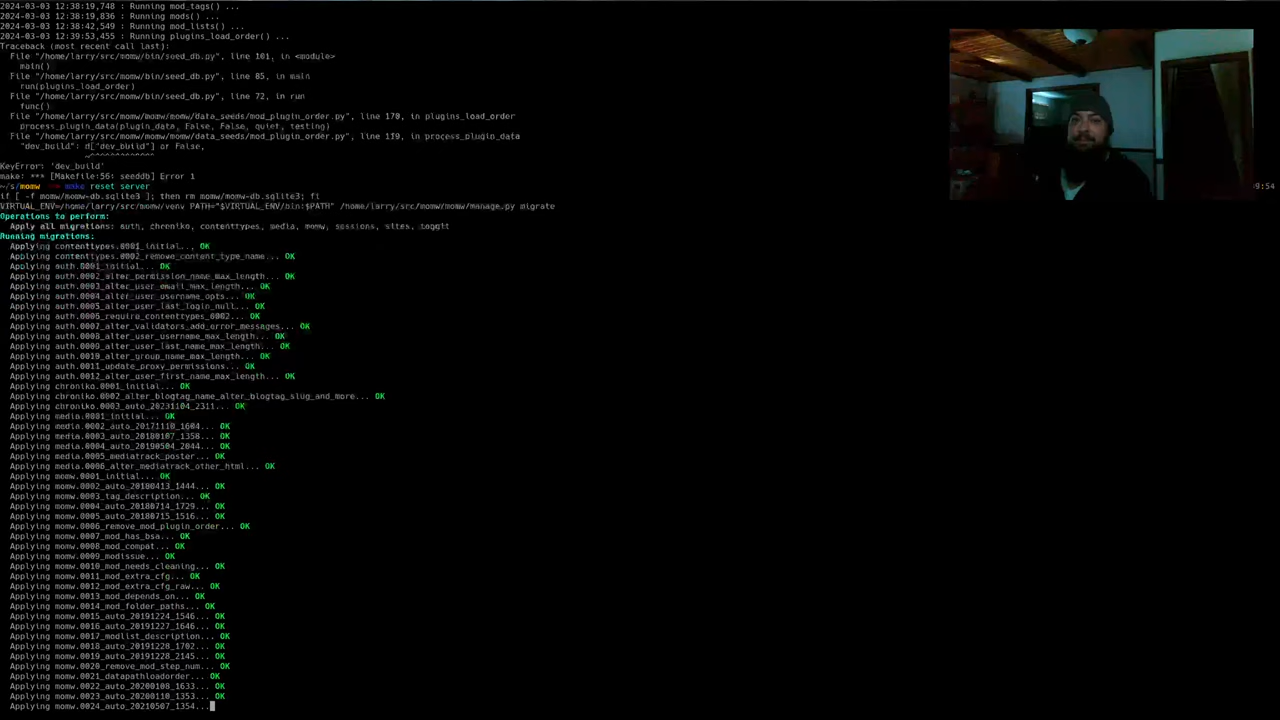 2024-03-03 12:38:19,748 : Running mod_tags() ...
2024-03-03 12:38:19,836 : Running mods() ...
2024-03-03 12:38:42,549 : Running mod_lists() ...
2024-03-03 12:39:53,455 : Running plugins_load_order() ...
Traceback (most recent call last):
File "/home/larry/src/momw/bin/seed_db.py", line 101, in <module>
main()
File "/home/larry/src/momw/bin/seed_db.py", line 85, in main
run(plugins_load_order)
File "/home/larry/src/momw/bin/seed_db.py", line 72, in run
func()
File "/home/larry/src/momw/momw/momw/data_seeds/mod_plugin_order.py", line 170, in plugins_load_order
process_plugin_data(plugin_data, False, False, quiet, testing)
File "/home/larry/src/momw/momw/momw/data_seeds/mod_plugin_order.py", line 119, in process_plugin_data
"dev_build": d["dev_build"] or False,
~^^^^^^^^^^^^^
KeyError: 'dev_build'
make: *** [Makefile:56: seeddb] Error 1
~/s/momw make reset server
if [ -f momw/momw-db.sqlite3 ]; then rm momw/momw-db.sqlite3; fi
VIRTUAL_ENV=/home/larry/src/momw/venv PATH="$VIRTUAL_ENV/bin:$PATH" /home/larry/src/momw/momw/manage.py migrate
Operations to perform:
Apply all migrations: auth, chroniko, contenttypes, media, momw, sessions, sites, taggit
Running migrations:
Applying contenttypes.0001_initial... OK
Applying contenttypes.0002_remove_content_type_name... OK
Applying auth.0001_initial... OK
Applying auth.0002_alter_permission_name_max_length... OK
Applying auth.0003_alter_user_email_max_length... OK
Applying auth.0004_alter_user_username_opts... OK
Applying auth.0005_alter_user_last_login_null... OK
Applying auth.0006_require_contenttypes_0002... OK
Applying auth.0007_alter_validators_add_error_messages... OK
Applying auth.0008_alter_user_username_max_length... OK
Applying auth.0009_alter_user_last_name_max_length... OK
Applying auth.0010_alter_group_name_max_length... OK
Applying auth.0011_update_proxy_permissions... OK
Applying auth.0012_alter_user_first_name_max_length... OK
Applying chroniko.0001_initial... OK
Applying chroniko.0002_alter_blogtag_name_alter_blogtag_slug_and_more... OK
Applying chroniko.0003_auto_20231104_2311... OK
Applying media.0001_initial... OK
Applying media.0002_auto_20171110_1604... OK
Applying media.0003_auto_20180107_1358... OK
Applying media.0004_auto_20190504_2044... OK
Applying media.0005_mediatrack_poster... OK
Applying media.0006_alter_mediatrack_other_html... OK
Applying momw.0001_initial... OK
Applying momw.0002_auto_20180413_1444... OK
Applying momw.0003_tag_description... OK
Applying momw.0004_auto_20180714_1729... OK
Applying momw.0005_auto_20180715_1516... OK
Applying momw.0006_remove_mod_plugin_order... OK
Applying momw.0007_mod_has_bsa... OK
Applying momw.0008_mod_compat... OK
Applying momw.0009_modissue... OK
Applying momw.0010_mod_needs_cleaning... OK
Applying momw.0011_mod_extra_cfg... OK
Applying momw.0012_mod_extra_cfg_raw... OK
Applying momw.0013_mod_depends_on... OK
Applying momw.0014_mod_folder_paths... OK
Applying momw.0015_auto_20191224_1546... OK
Applying momw.0016_auto_20191227_1646... OK
Applying momw.0017_modlist_description... OK
Applying momw.0018_auto_20191228_1702... OK
Applying momw.0019_auto_20191228_2145... OK
Applying momw.0020_remove_mod_step_num... OK
Applying momw.0021_datapathloadorder... OK
Applying momw.0022_auto_20200108_1633... OK
Applying momw.0023_auto_20200110_1353... OK
Applying momw.0024_auto_20210507_1354...